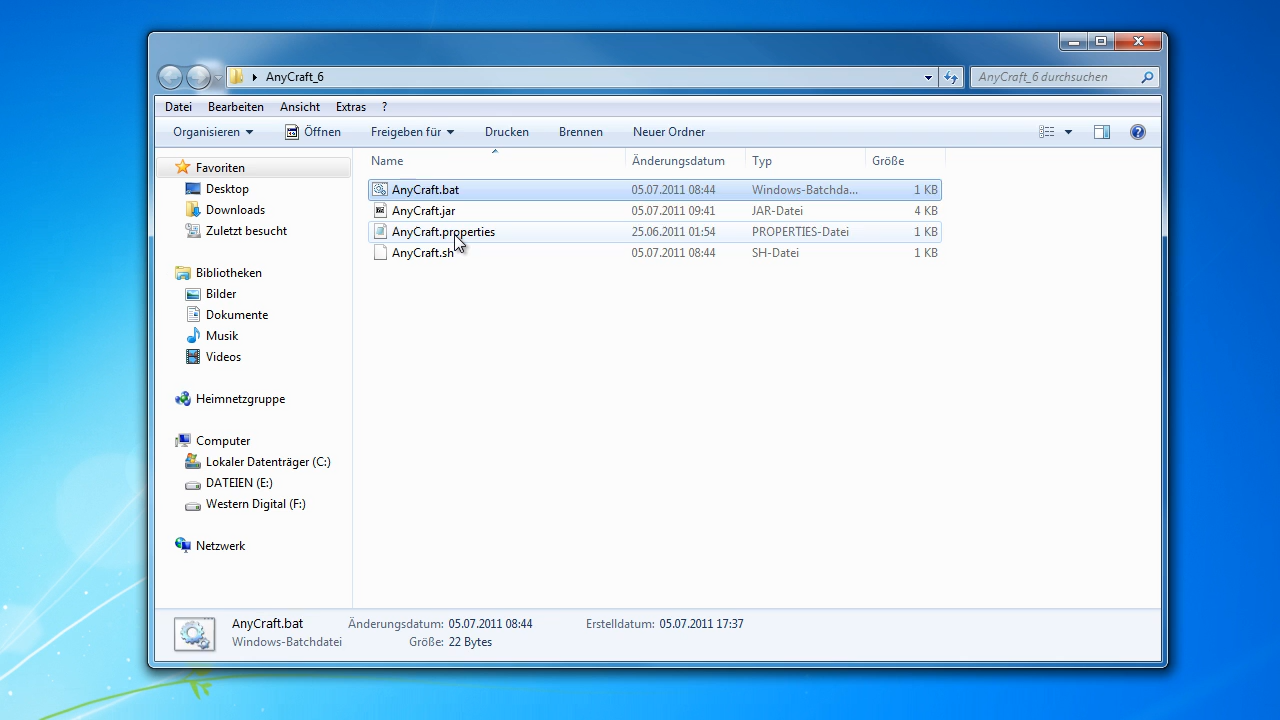 AnyCraft_6
AnyCraft_6 durchsuchen
Datei Bearbeiten Ansicht Extras ?
Organisieren Öffnen Freigeben für Drucken Brennen Neuer Ordner
Name Änderungsdatum Typ Größe
AnyCraft.bat 05.07.2011 08:44 Windows-Batchda... 1 KB
AnyCraft.jar 05.07.2011 09:41 JAR-Datei 4 KB
AnyCraft.properties 25.06.2011 01:54 PROPERTIES-Datei 1 KB
AnyCraft.sh 05.07.2011 08:44 SH-Datei 1 KB
Favoriten
Desktop
Downloads
Zuletzt besucht
Bibliotheken
Bilder
Dokumente
Musik
Videos
Heimnetzgruppe
Computer
Lokaler Datenträger (C:)
DATEIEN (E:)
Western Digital (F:)
Netzwerk
AnyCraft.bat Änderungsdatum: 05.07.2011 08:44 Erstelldatum: 05.07.2011 17:37
Windows-Batchdatei Größe: 22 Bytes